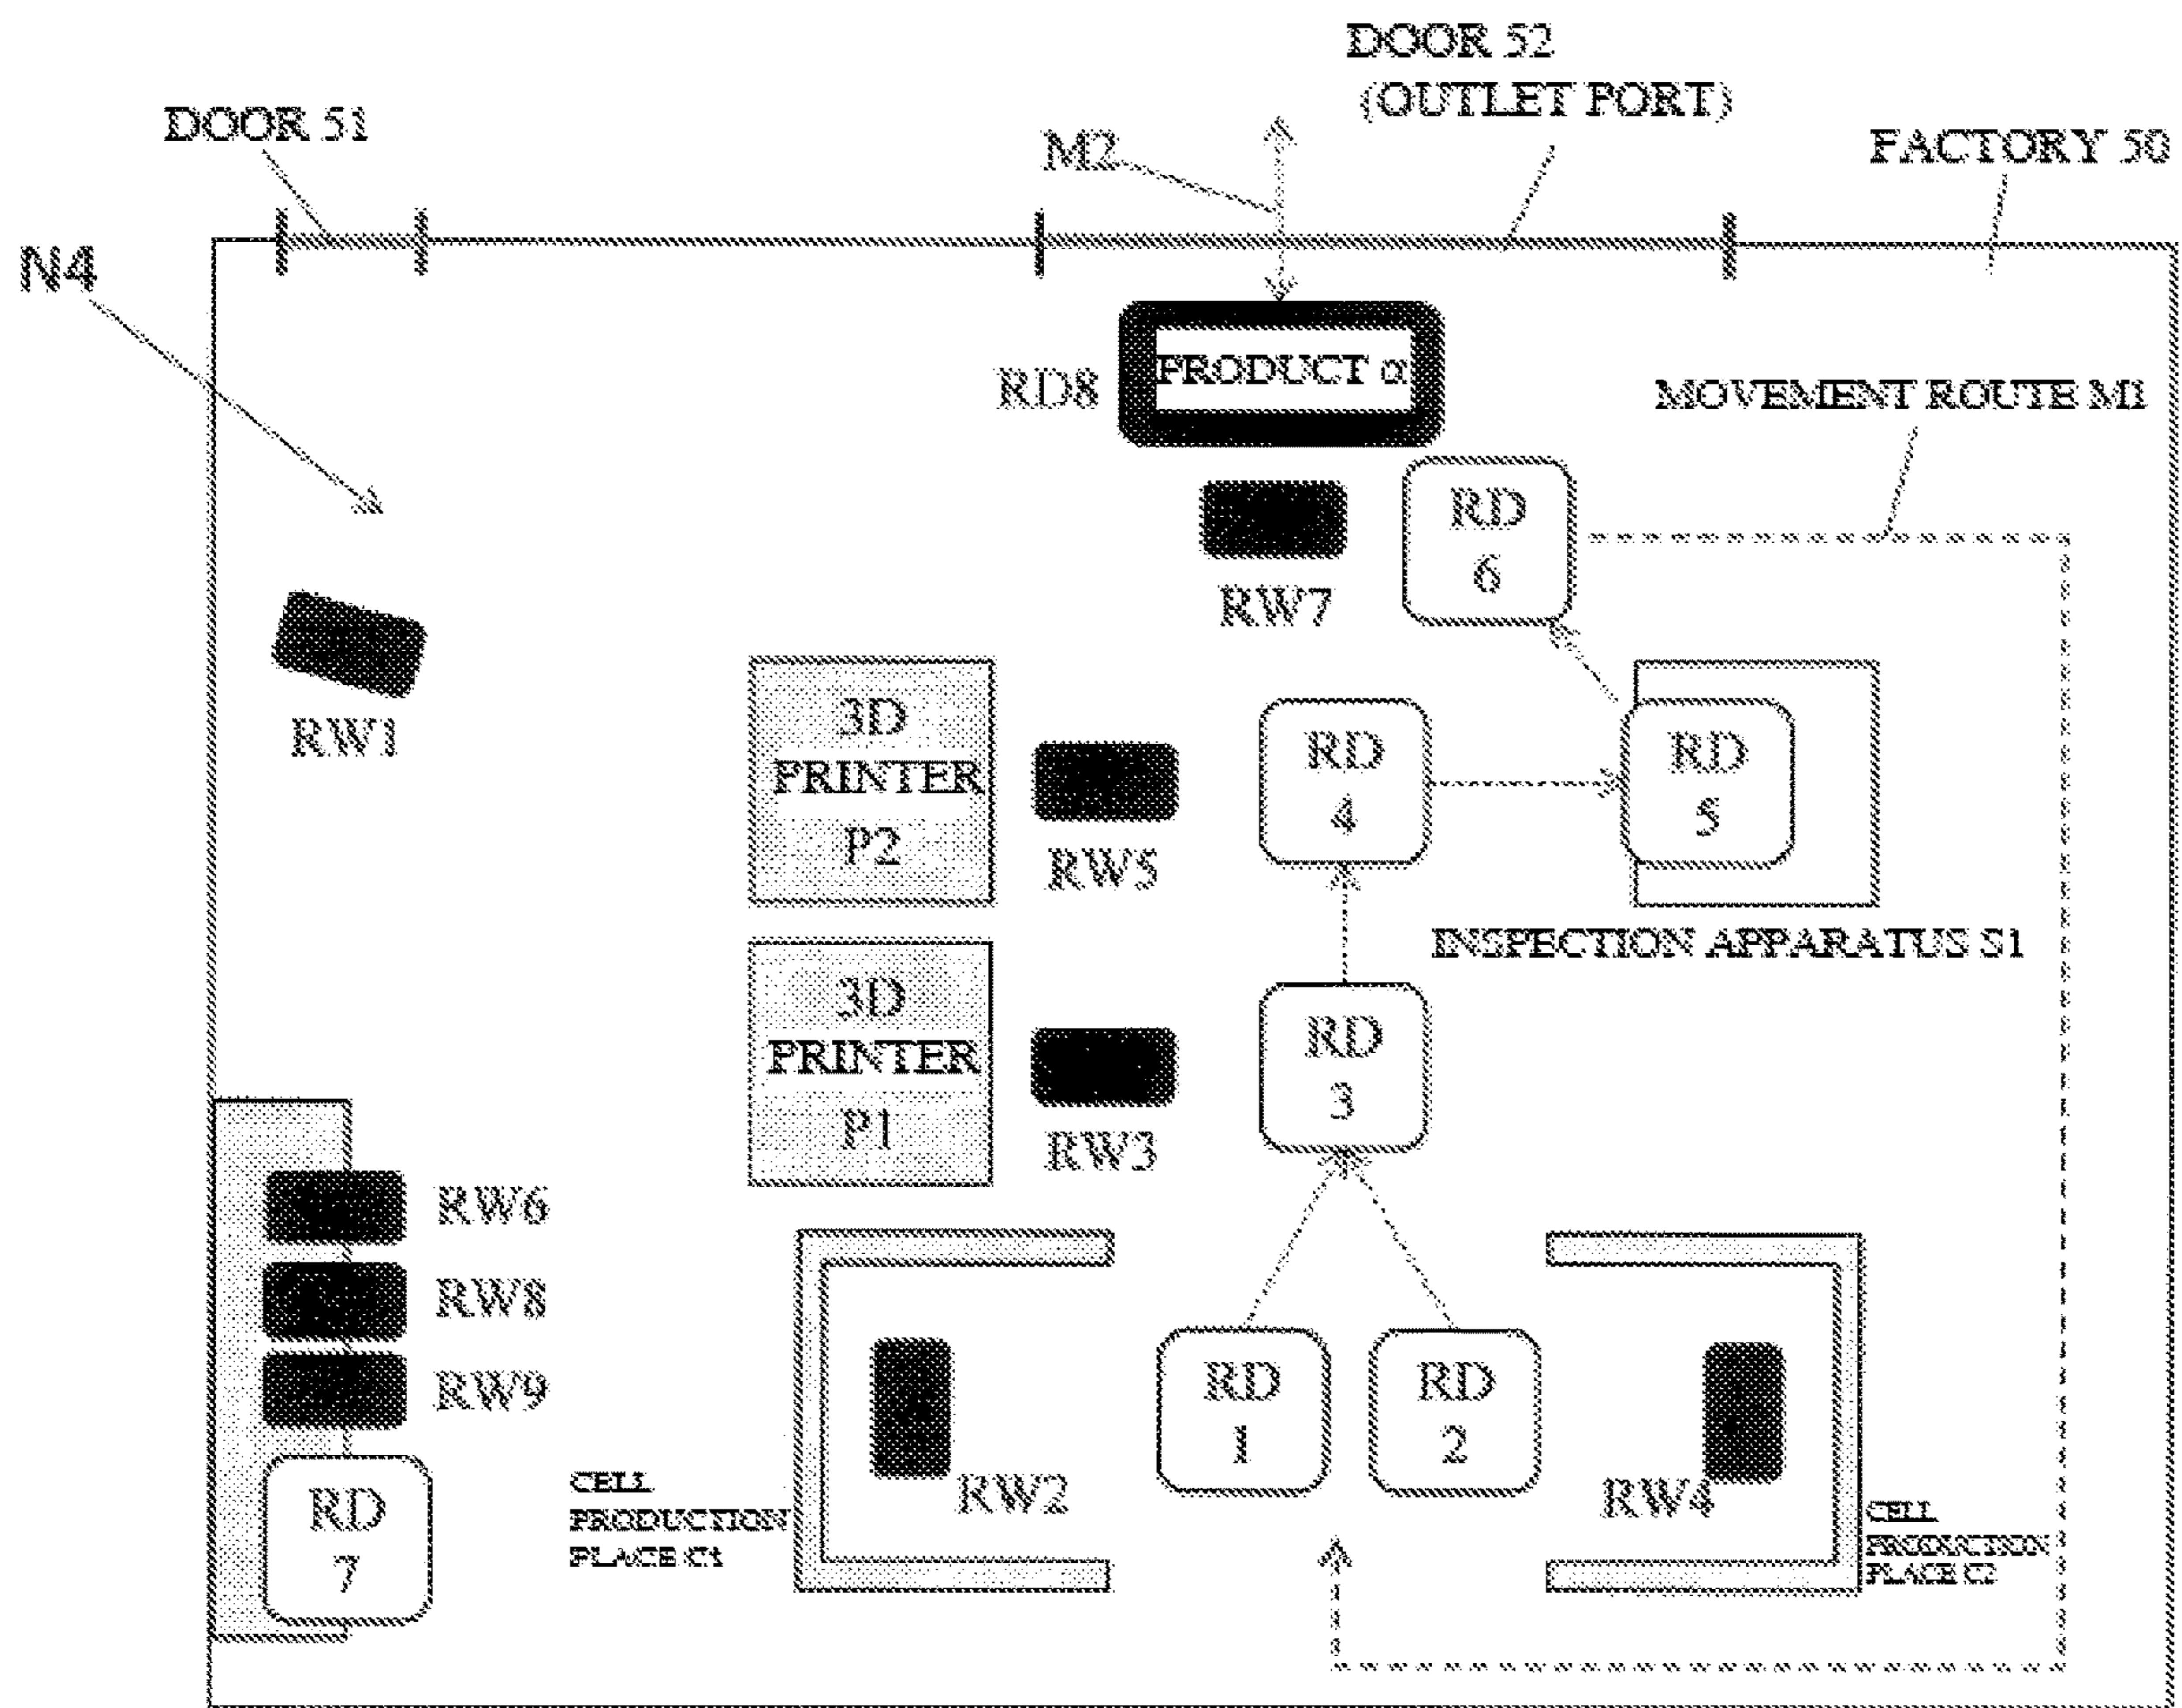 DOOR 52
(OUTLET PORT)
DOOR 51
M2
FACTORY 50
N4
PRODUCT α
RD8
MOVEMENT ROUTE M1
RD
6
RW7
RW1
3D
PRINTER
P2
RW5
RD
4
RD
5
INSPECTION APPARATUS S1
3D
PRINTER
P1
RW3
RD
3
RW6
RW8
RW9
RD
7
CELL
PRODUCTION
PLACE C1
RW2
RD
1
RD
2
RW4
CELL
PRODUCTION
PLACE C2